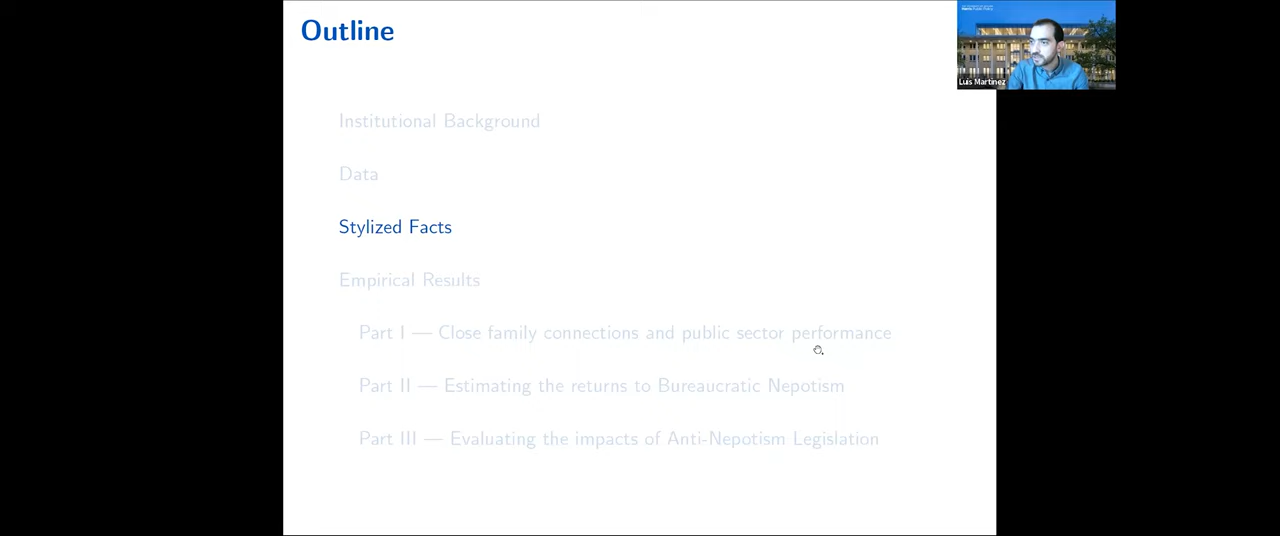 Outline
Institutional Background
Data
Stylized Facts
Empirical Results
Part I — Close family connections and public sector performance
Part II — Estimating the returns to Bureaucratic Nepotism
Part III — Evaluating the impacts of Anti-Nepotism Legislation
Luis Martinez